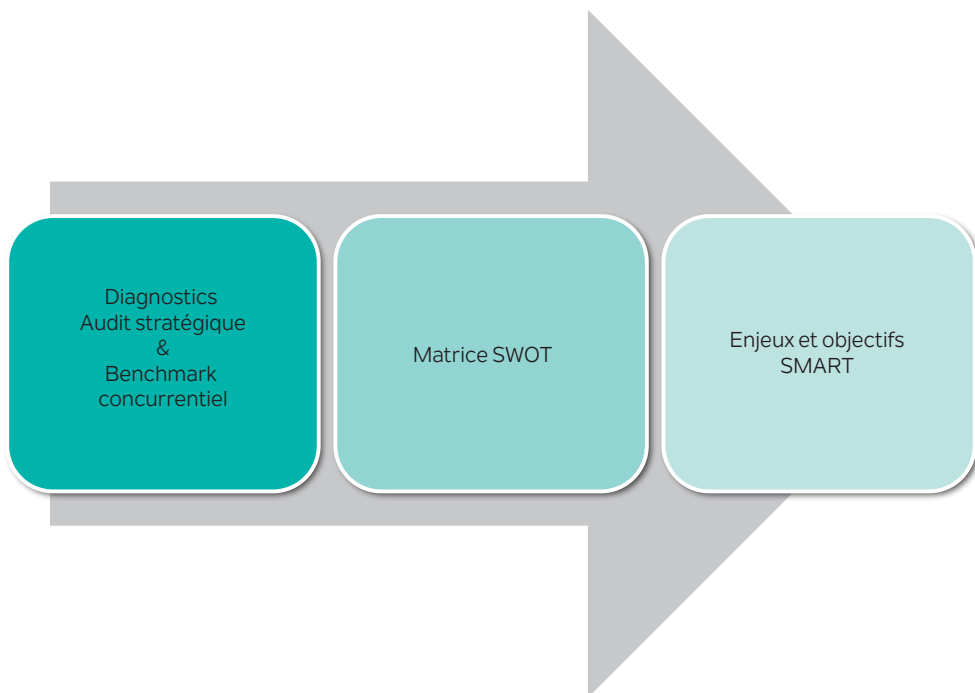 Diagnostics
Audit stratégique
&
Benchmark
concurrentiel
Matrice SWOT
Enjeux et objectifs
SMART